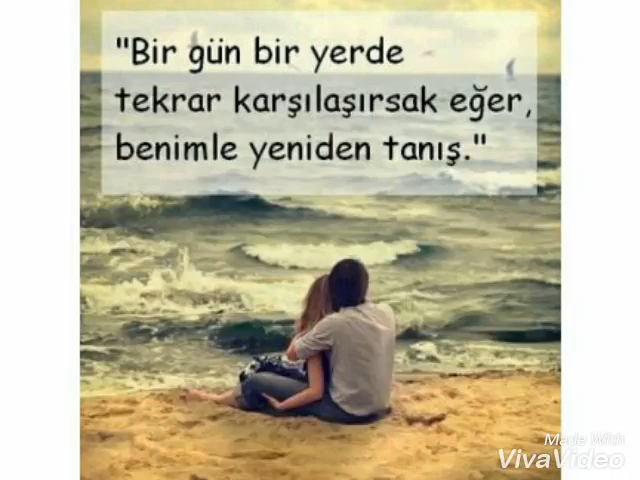 "Bir gün bir yerde
tekrar karşılaşırsak eğer,
benimle yeniden tanış."
Made With
VivaVideo